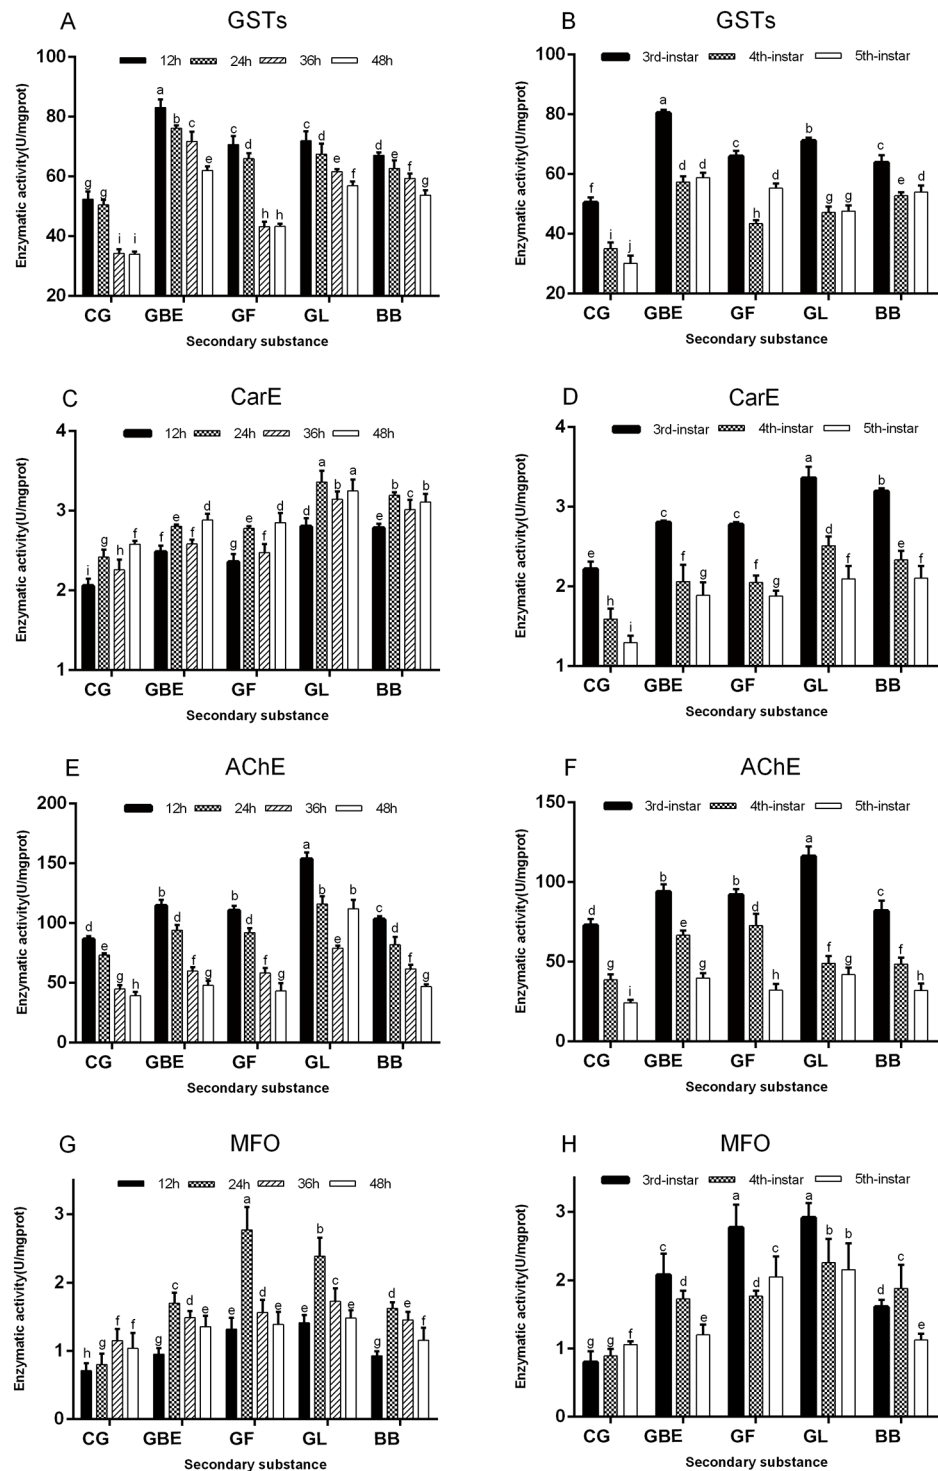 A GSTs
12h 24h 36h 48h
Enzymatic activity(U/mgprot)
100
80
60
40
20
g g i i a b c e c d h h a d e f b e f g
CG GBE GF GL BB
Secondary substance
B GSTs
3rd-instar 4th-instar 5th-instar
Enzymatic activity(U/mgprot)
100
80
60
40
20
f i j a d d c h d b g g c e d
CG GBE GF GL BB
Secondary substance
C CarE
12h 24h 36h 48h
Enzymatic activity(U/mgprot)
4
3
2
1
i g h f f e f d g e f d d a b a e b c b
CG GBE GF GL BB
Secondary substance
D CarE
3rd-instar 4th-instar 5th-instar
Enzymatic activity(U/mgprot)
4
3
2
1
e h i c f g c f g a d f b e f
CG GBE GF GL BB
Secondary substance
E AChE
12h 24h 36h 48h
Enzymatic activity(U/mgprot)
200
150
100
50
0
d e g h b d f g b d f g a b e b c d f g
CG GBE GF GL BB
Secondary substance
F AChE
3rd-instar 4th-instar 5th-instar
Enzymatic activity(U/mgprot)
150
100
50
0
d g i b e g b d h a f g c f h
CG GBE GF GL BB
Secondary substance
G MFO
12h 24h 36h 48h
Enzymatic activity(U/mgprot)
3
2
1
0
h g f f g c d e e a d e e b c e g d e f
CG GBE GF GL BB
Secondary substance
H MFO
3rd-instar 4th-instar 5th-instar
Enzymatic activity(U/mgprot)
3
2
1
0
g g f c d e a d c a b b d c e
CG GBE GF GL BB
Secondary substance